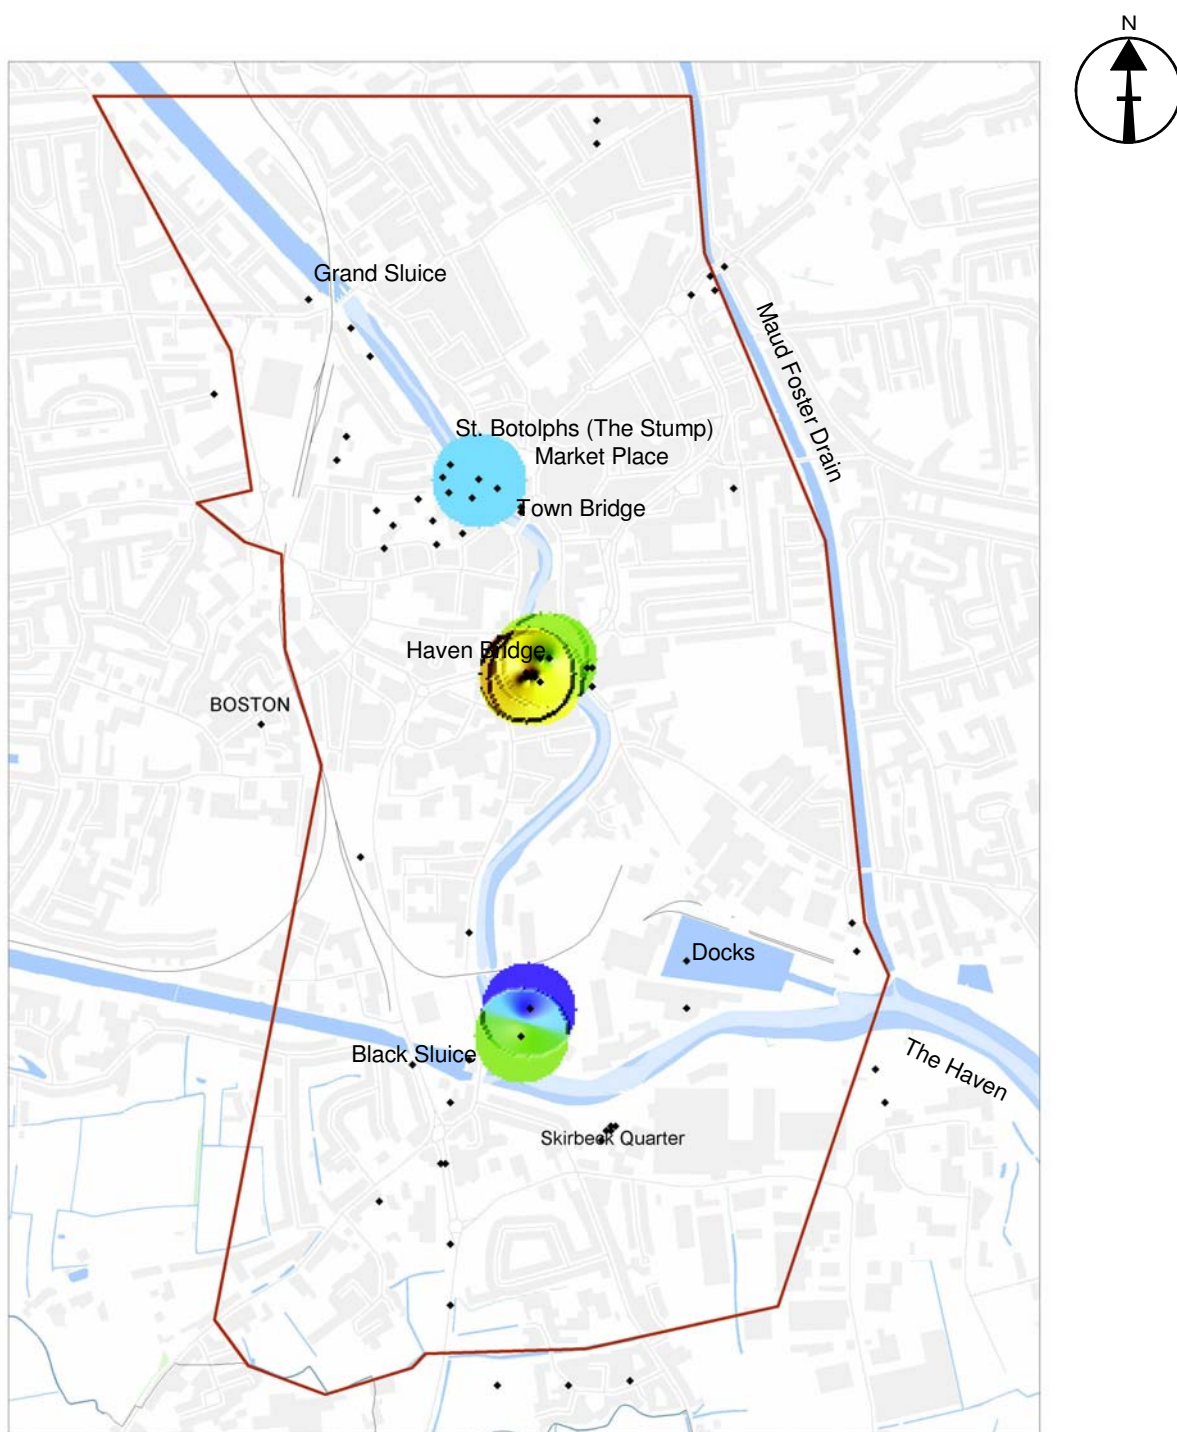 N
Grand Sluice
Maud Foster Drain
St. Botolphs (The Stump)
Market Place
Town Bridge
Haven Bridge
BOSTON
Docks
Black Sluice
The Haven
Skirbeck Quarter